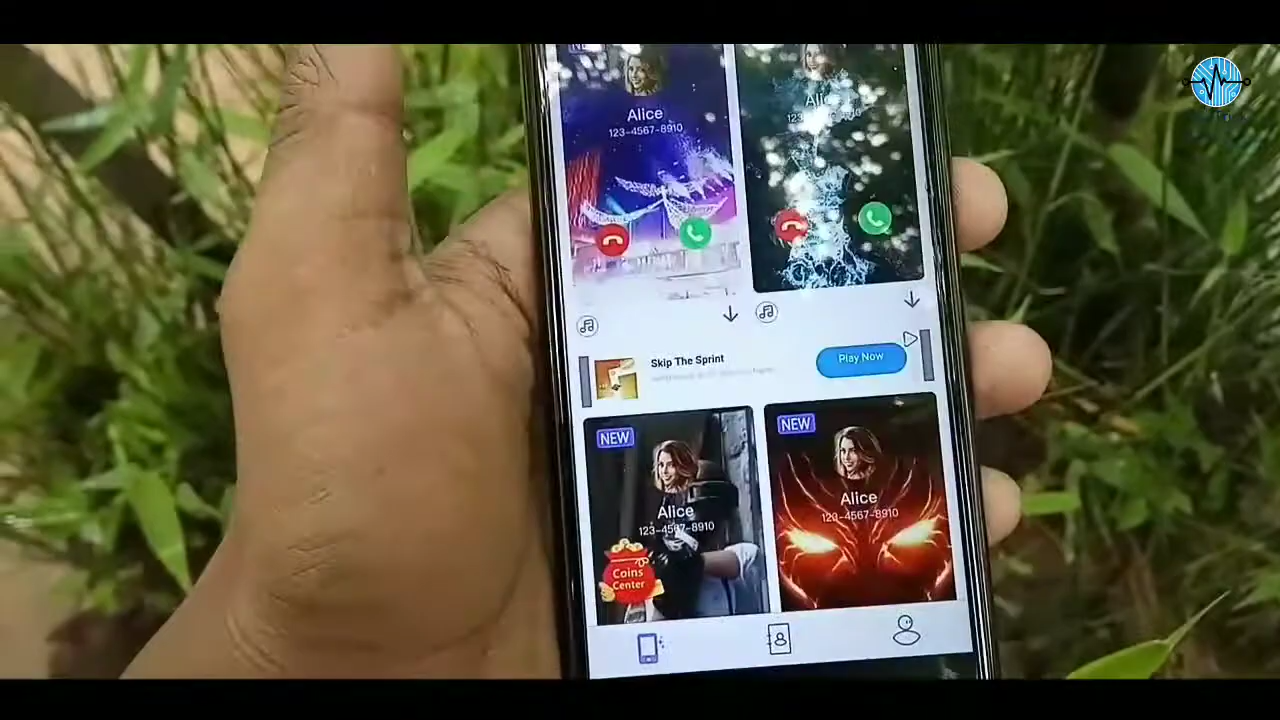 Alice
123-4567-8910
Alic
Skip The Sprint
Play Now
NEW
Alice
123-4567-8910
Coins
Center
NEW
Alice
123-4567-8910